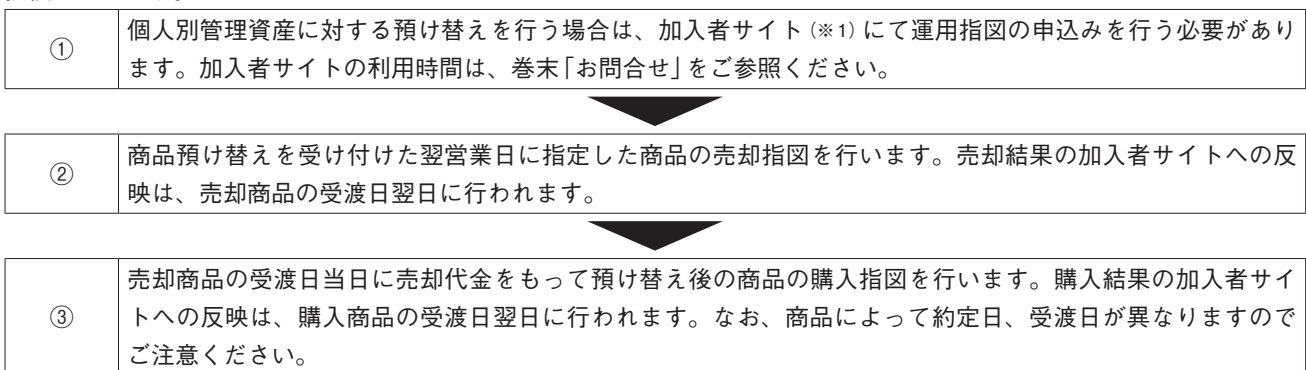 ①
個人別管理資産に対する預け替えを行う場合は、加入者サイト(※1)にて運用指図の申込みを行う必要があり
ます。加入者サイトの利用時間は、巻末「お問合せ」をご参照ください。
②
商品預け替えを受け付けた翌営業日に指定した商品の売却指図を行います。売却結果の加入者サイトへの反
映は、売却商品の受渡日翌日に行われます。
③
売却商品の受渡日当日に売却代金をもって預け替え後の商品の購入指図を行います。購入結果の加入者サイ
トへの反映は、購入商品の受渡日翌日に行われます。なお、商品によって約定日、受渡日が異なりますので
ご注意ください。